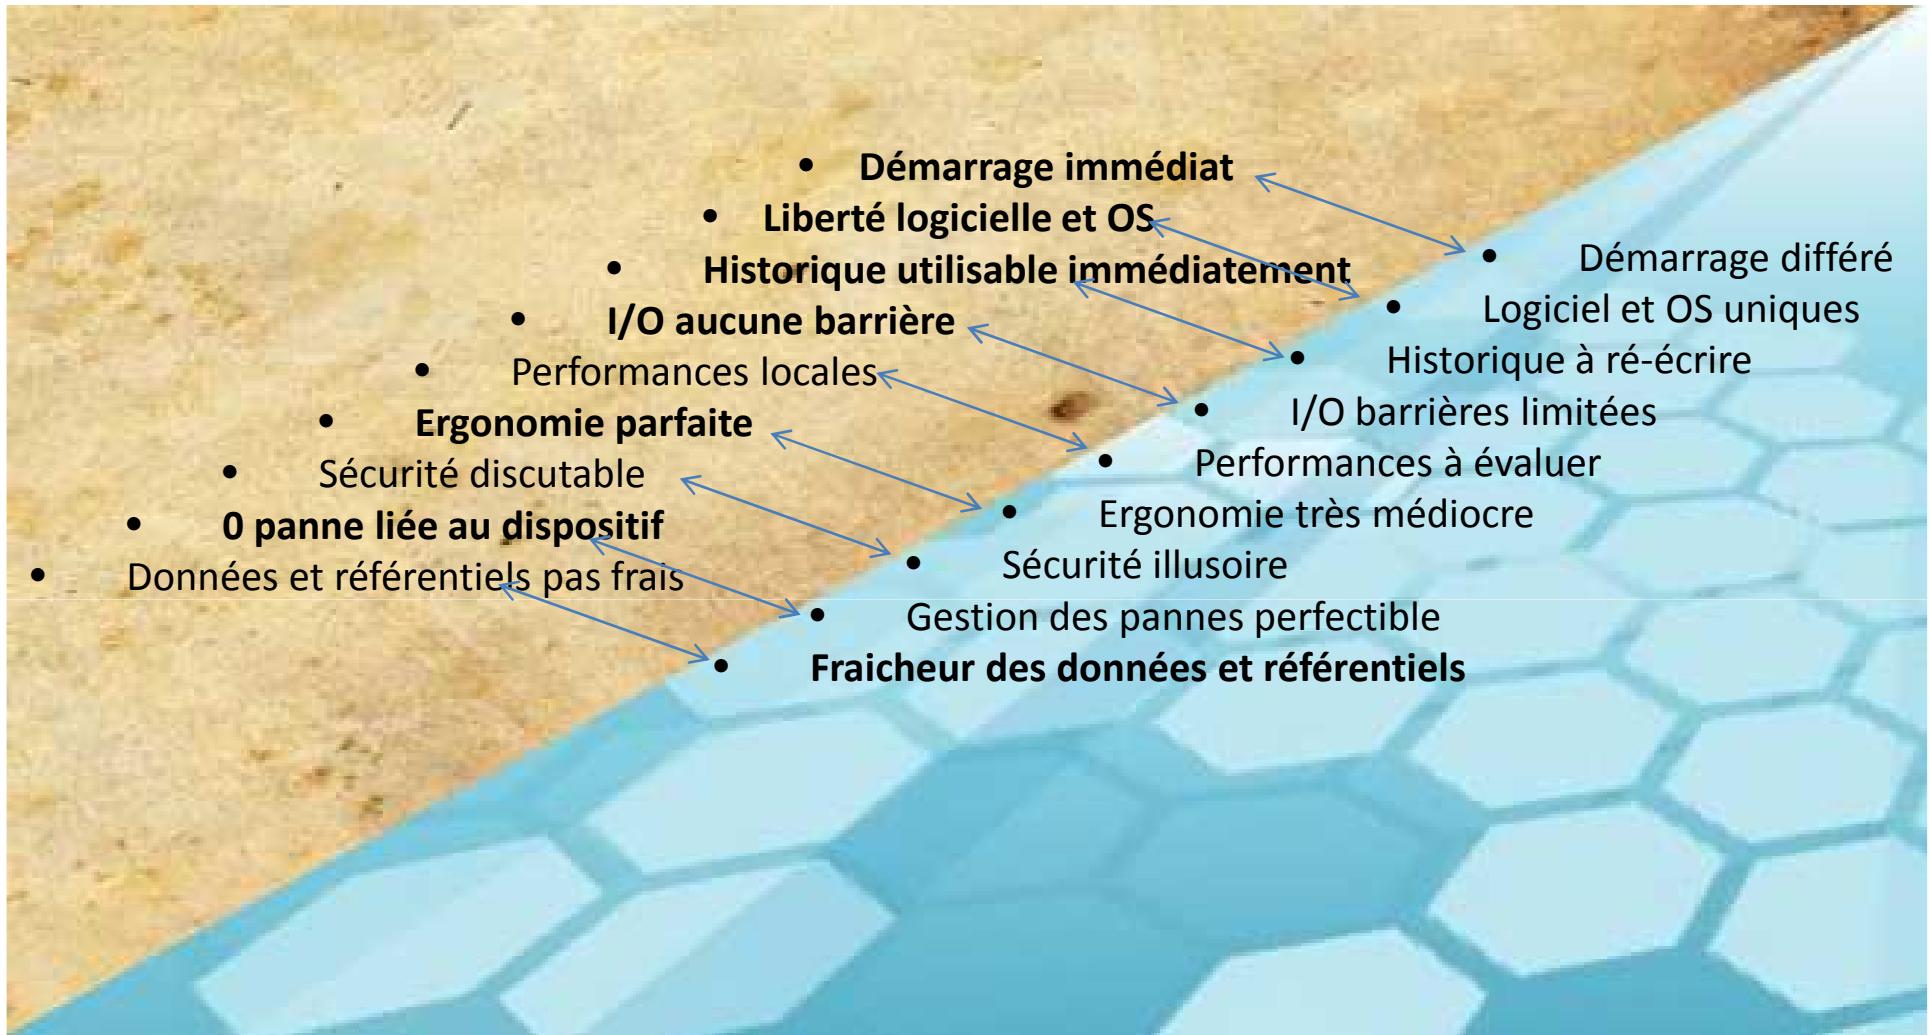 • Démarrage immédiat
• Liberté logicielle et OS
• Historique utilisable immédiatement
• I/O aucune barrière
• Performances locales
• Ergonomie parfaite
• Sécurité discutable
• 0 panne liée au dispositif
• Données et référentiels pas frais
• Démarrage différé
• Logiciel et OS uniques
• Historique à ré-écrire
• I/O barrières limitées
• Performances à évaluer
• Ergonomie très médiocre
• Sécurité illusoire
• Gestion des pannes perfectible
• Fraicheur des données et référentiels